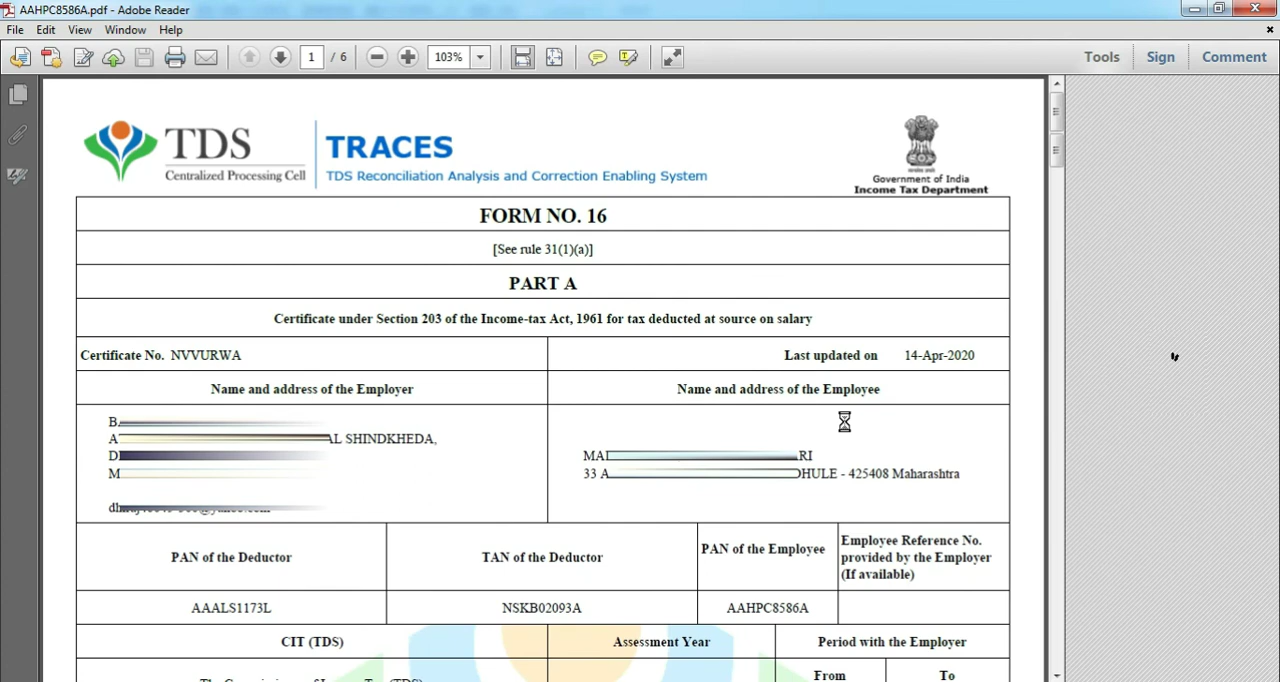 AAHPC8586A.pdf - Adobe Reader
File Edit View Window Help
1 / 6 103% Tools Sign Comment
TDS
Centralized Processing Cell
TRACES
TDS Reconciliation Analysis and Correction Enabling System
Government of India
Income Tax Department
FORM NO. 16
[See rule 31(1)(a)]
PART A
Certificate under Section 203 of the Income-tax Act, 1961 for tax deducted at source on salary
Certificate No. NVVURWA Last updated on 14-Apr-2020
Name and address of the Employer Name and address of the Employee
B
A AL SHINDKHEDA,
D
M
MA RI
33 A DHULE - 425408 Maharashtra
PAN of the Deductor TAN of the Deductor PAN of the Employee
Employee Reference No.
provided by the Employer
(If available)
AAALS1173L NSKB02093A AAHPC8586A
CIT (TDS) Assessment Year Period with the Employer
From To